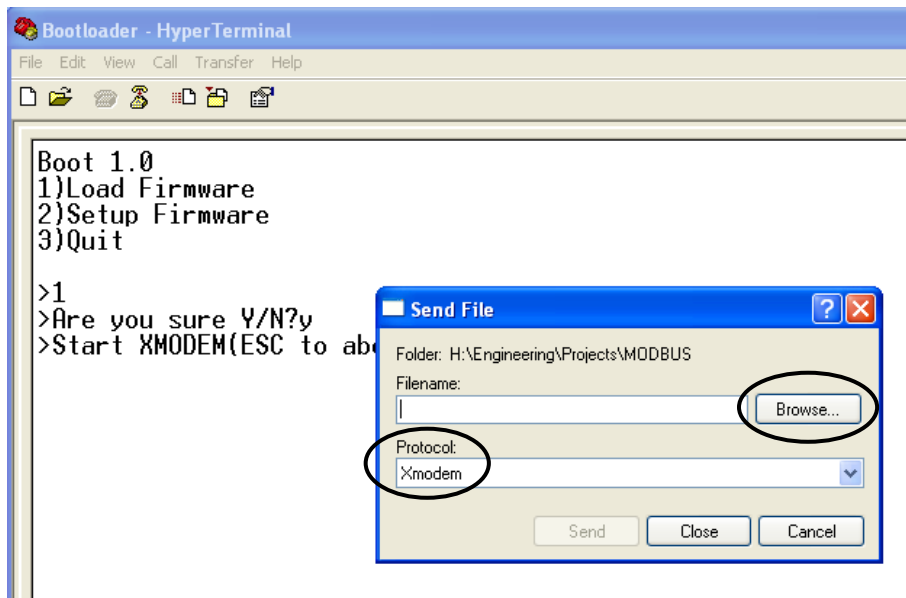 Bootloader - HyperTerminal
File Edit View Call Transfer Help
Boot 1.0
1)Load Firmware
2)Setup Firmware
3)Quit
>1
>Are you sure Y/N?y
>Start XMODEM(ESC to
Send File
Folder: H:\Engineering\Projects\MODBUS
Filename:
Browse...
Protocol:
Xmodem
Send Close Cancel